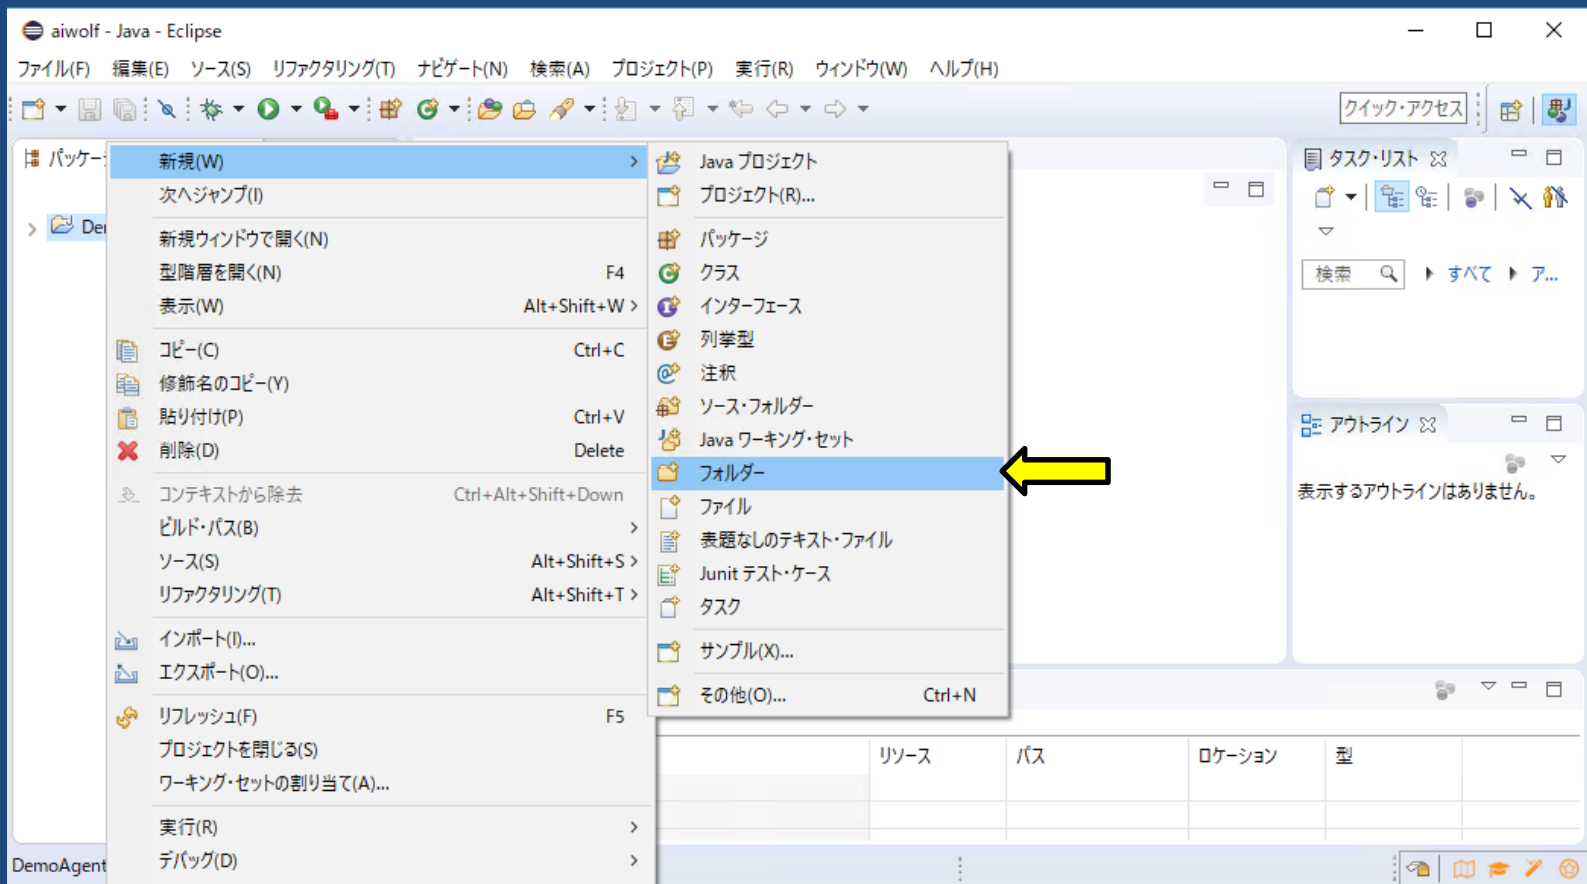 aiwolf - Java - Eclipse
ファイル(F) 編集(E) ソース(S) リファクタリング(T) ナビゲート(N) 検索(A) プロジェクト(P) 実行(R) ウィンドウ(W) ヘルプ(H)
クイック・アクセス
パッケー
新規(W)
次へジャンプ(I)
新規ウィンドウで開く(N)
型階層を開く(N) F4
表示(W) Alt+Shift+W >
コピー(C) Ctrl+C
修飾名のコピー(Y)
貼り付け(P) Ctrl+V
削除(D) Delete
コンテキストから除去 Ctrl+Alt+Shift+Down
ビルド・パス(B) >
ソース(S) Alt+Shift+S >
リファクタリング(T) Alt+Shift+T >
インポート(I)...
エクスポート(O)...
リフレッシュ(F) F5
プロジェクトを閉じる(S)
ワーキング・セットの割り当て(A)...
実行(R) >
デバッグ(D) >
Java プロジェクト
プロジェクト(R)...
パッケージ
クラス
インターフェース
列挙型
注釈
ソース・フォルダー
Java ワーキング・セット
フォルダー
ファイル
表題なしのテキスト・ファイル
Junit テスト・ケース
タスク
サンプル(X)...
その他(O)... Ctrl+N
タスク・リスト
検索 すべて ア...
アウトライン
表示するアウトラインはありません。
リソース パス ロケーション 型
DemoAgent